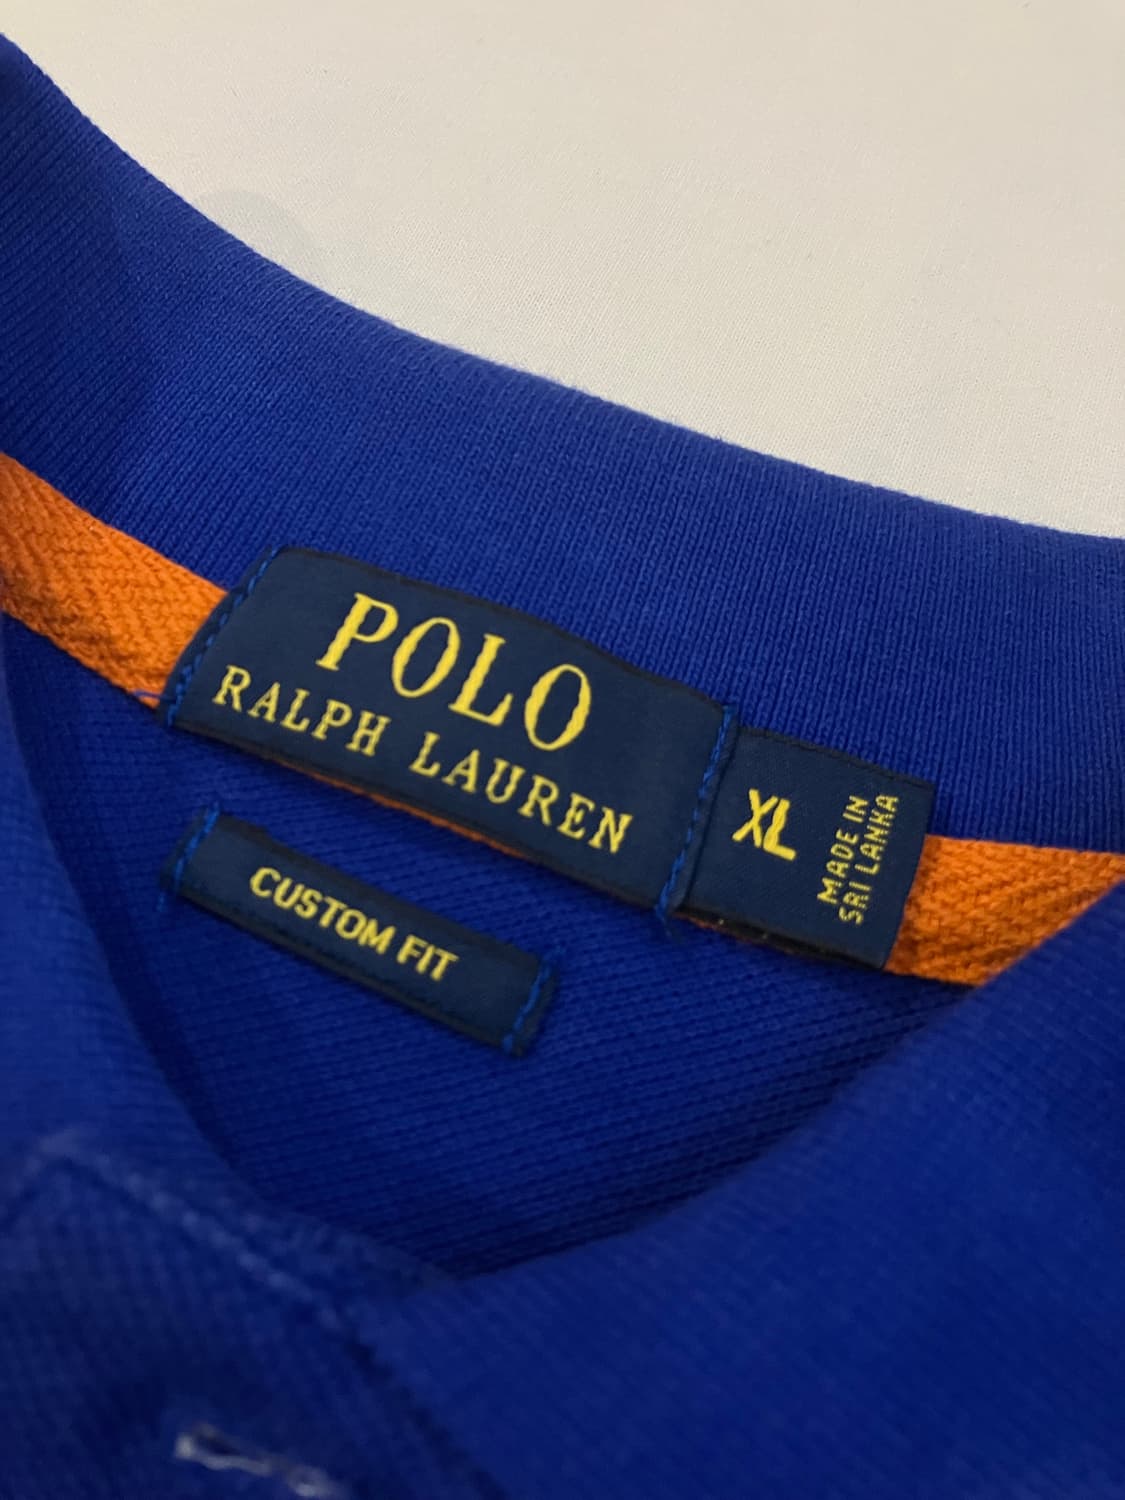 POLO
RALPH LAUREN
XL
MADE IN
SRI LANKA
CUSTOM FIT